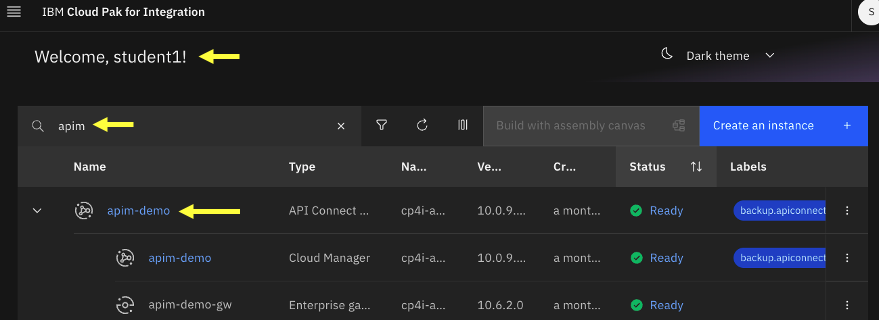 IBM Cloud Pak for Integration
S
Welcome, student1!
Dark theme
apim
Build with assembly canvas
Create an instance +
Name Type Na... Ve... Cr... Status Labels
apim-demo API Connect ... cp4i-a... 10.0.9.... a mont... Ready backup.apiconnect
apim-demo Cloud Manager cp4i-a... 10.0.9.... a mont... Ready backup.apiconnect
apim-demo-gw Enterprise ga... cp4i-a... 10.6.2.0 a mont... Ready